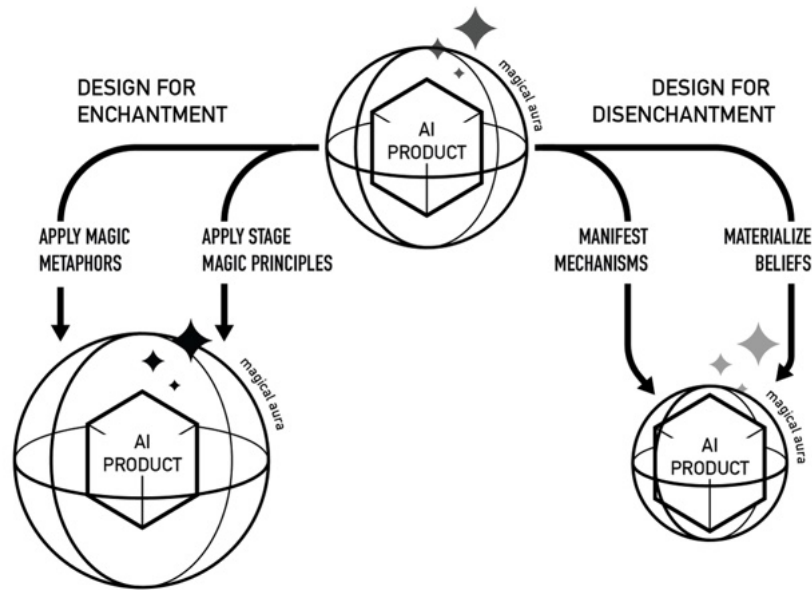 DESIGN FOR
ENCHANTMENT
magical aura
AI
PRODUCT
DESIGN FOR
DISENCHANTMENT
APPLY MAGIC
METAPHORS
APPLY STAGE
MAGIC PRINCIPLES
MANIFEST
MECHANISMS
MATERIALIZE
BELIEFS
magical aura
AI
PRODUCT
magical aura
AI
PRODUCT